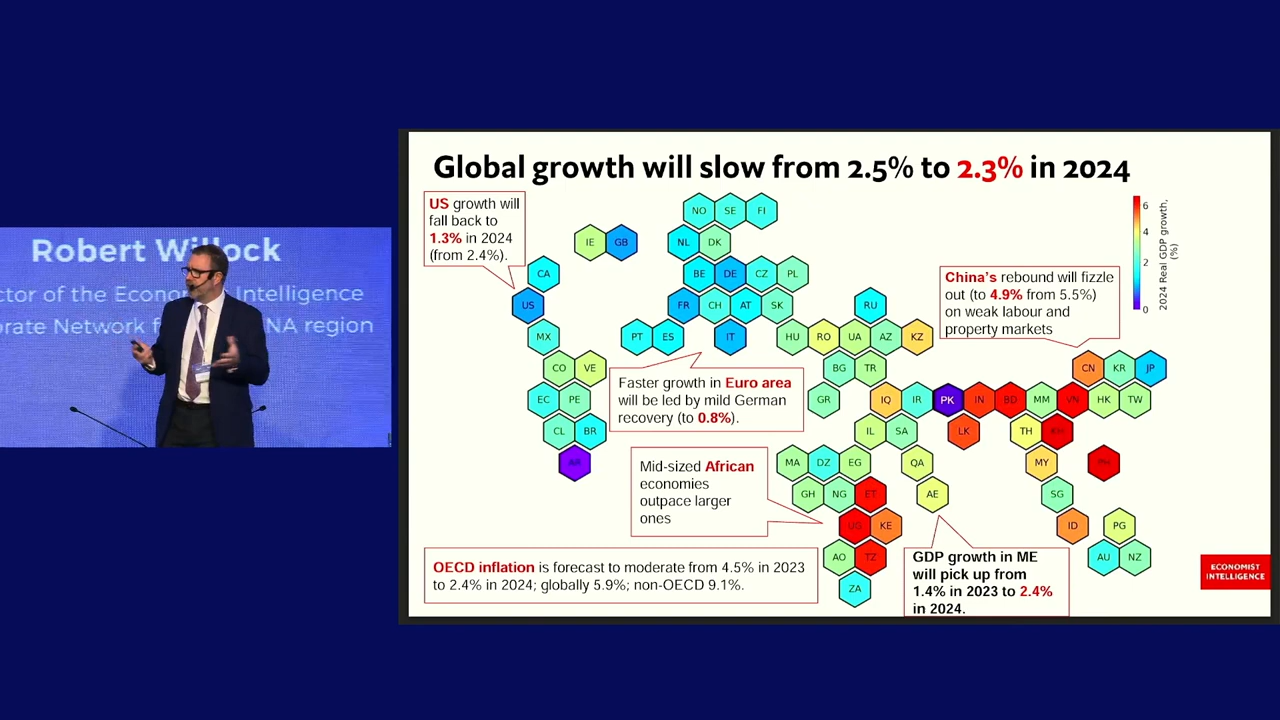 Robert Willock
ctor of the Econo Intelligence
orate Network f NA region
Global growth will slow from 2.5% to 2.3% in 2024
US growth will
fall back to
1.3% in 2024
(from 2.4%).
NO SE FI
IE GB NL DK
CA BE DE CZ PL
US FR CH AT SK RU
MX PT ES IT HU RO UA AZ KZ
CO VE BG TR CN KR JP
EC PE GR IQ IR PK IN BD MM VN HK TW
CL BR IL SA LK TH KH
AR MA DZ EG QA MY PH
GH NG ET AE SG
UG KE ID PG
AO TZ AU NZ
ZA
6
4
2
0
2024 Real GDP growth,
(%)
China's rebound will fizzle
out (to 4.9% from 5.5%)
on weak labour and
property markets
Faster growth in Euro area
will be led by mild German
recovery (to 0.8%).
Mid-sized African
economies
outpace larger
ones
OECD inflation is forecast to moderate from 4.5% in 2023
to 2.4% in 2024; globally 5.9%; non-OECD 9.1%.
GDP growth in ME
will pick up from
1.4% in 2023 to 2.4%
in 2024.
ECONOMIST
INTELLIGENCE